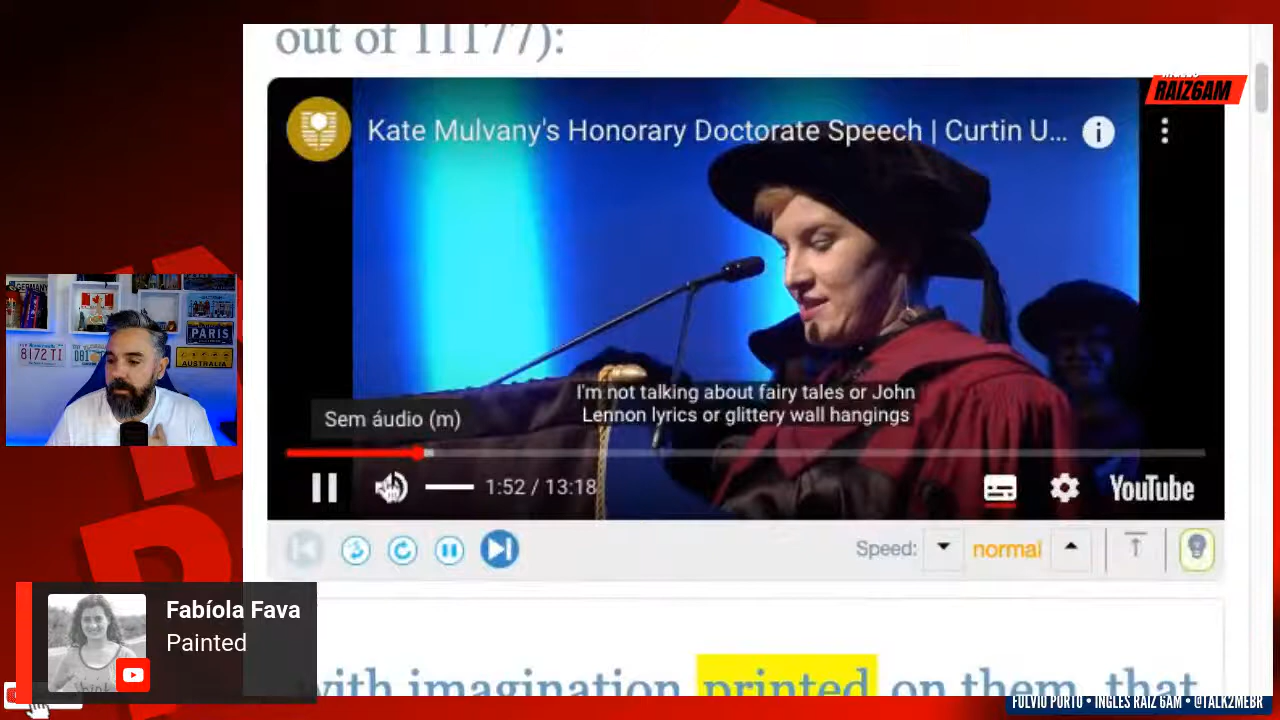 out of 11177):
RAIZ6AM
Kate Mulvany's Honorary Doctorate Speech | Curtin U...
GERMANY
PARIS
8172 TI
AUSTRALIA
I'm not talking about fairy tales or John
Lennon lyrics or glittery wall hangings
Sem áudio (m)
1:52 / 13:18
YouTube
Speed:
normal
Fabíola Fava
Painted
with imagination printed on them, that
FULVIO PORTO • INGLES RAIZ 6AM • @TALK2MEBR